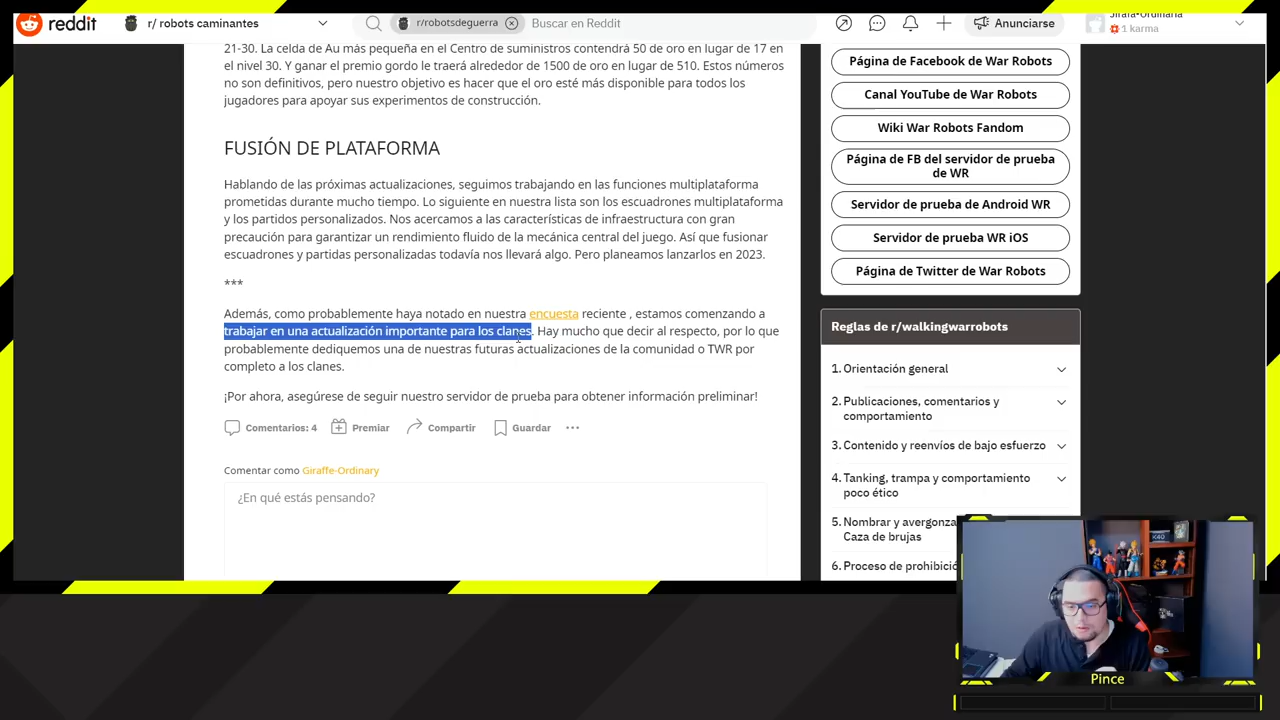 reddit
r/ robots caminantes
r/robotsdeguerra
Buscar en Reddit
Anunciarse
Jirafa-Ordinaria
1 karma
21-30. La celda de Au más pequeña en el Centro de suministros contendrá 50 de oro en lugar de 17 en
el nivel 30. Y ganar el premio gordo le traerá alrededor de 1500 de oro en lugar de 510. Estos números
no son definitivos, pero nuestro objetivo es hacer que el oro esté más disponible para todos los
jugadores para apoyar sus experimentos de construcción.
FUSIÓN DE PLATAFORMA
Hablando de las próximas actualizaciones, seguimos trabajando en las funciones multiplataforma
prometidas durante mucho tiempo. Lo siguiente en nuestra lista son los escuadrones multiplataforma
y los partidos personalizados. Nos acercamos a las características de infraestructura con gran
precaución para garantizar un rendimiento fluido de la mecánica central del juego. Así que fusionar
escuadrones y partidas personalizadas todavía nos llevará algo. Pero planeamos lanzarlos en 2023.
***
Además, como probablemente haya notado en nuestra encuesta reciente , estamos comenzando a
trabajar en una actualización importante para los clanes. Hay mucho que decir al respecto, por lo que
probablemente dediquemos una de nuestras futuras actualizaciones de la comunidad o TWR por
completo a los clanes.
¡Por ahora, asegúrese de seguir nuestro servidor de prueba para obtener información preliminar!
Comentarios: 4
Premiar
Compartir
Guardar
Comentar como Giraffe-Ordinary
¿En qué estás pensando?
Página de Facebook de War Robots
Canal YouTube de War Robots
Wiki War Robots Fandom
Página de FB del servidor de prueba
de WR
Servidor de prueba de Android WR
Servidor de prueba WR iOS
Página de Twitter de War Robots
Reglas de r/walkingwarrobots
1. Orientación general
2. Publicaciones, comentarios y
comportamiento
3. Contenido y reenvíos de bajo esfuerzo
4. Tanking, trampa y comportamiento
poco ético
5. Nombrar y avergonza
Caza de brujas
6. Proceso de prohibició
Pince